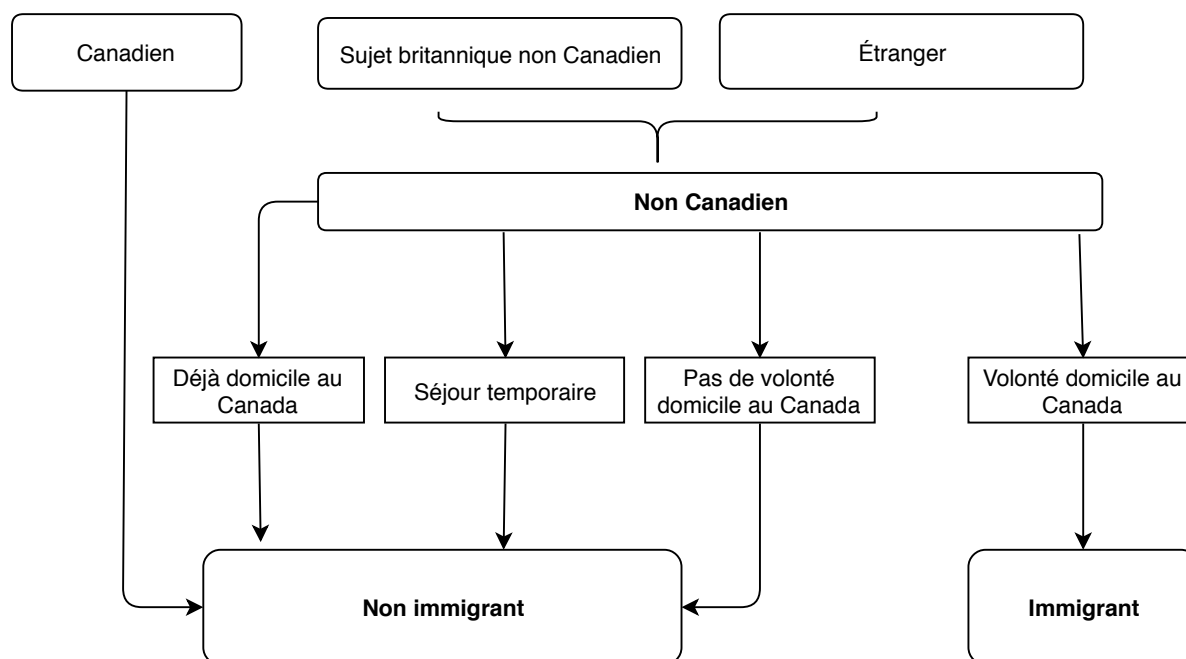 Canadien
Sujet britannique non Canadien
Étranger
Non Canadien
Déjà domicile au
Canada
Séjour temporaire
Pas de volonté
domicile au Canada
Volonté domicile au
Canada
Non immigrant
Immigrant